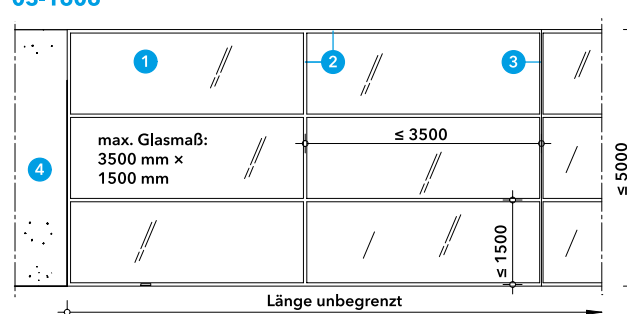 1
2
3
max. Glasmaß:
3500 mm ×
1500 mm
≤ 3500
4
≤ 5000
≤ 1500
Länge unbegrenzt